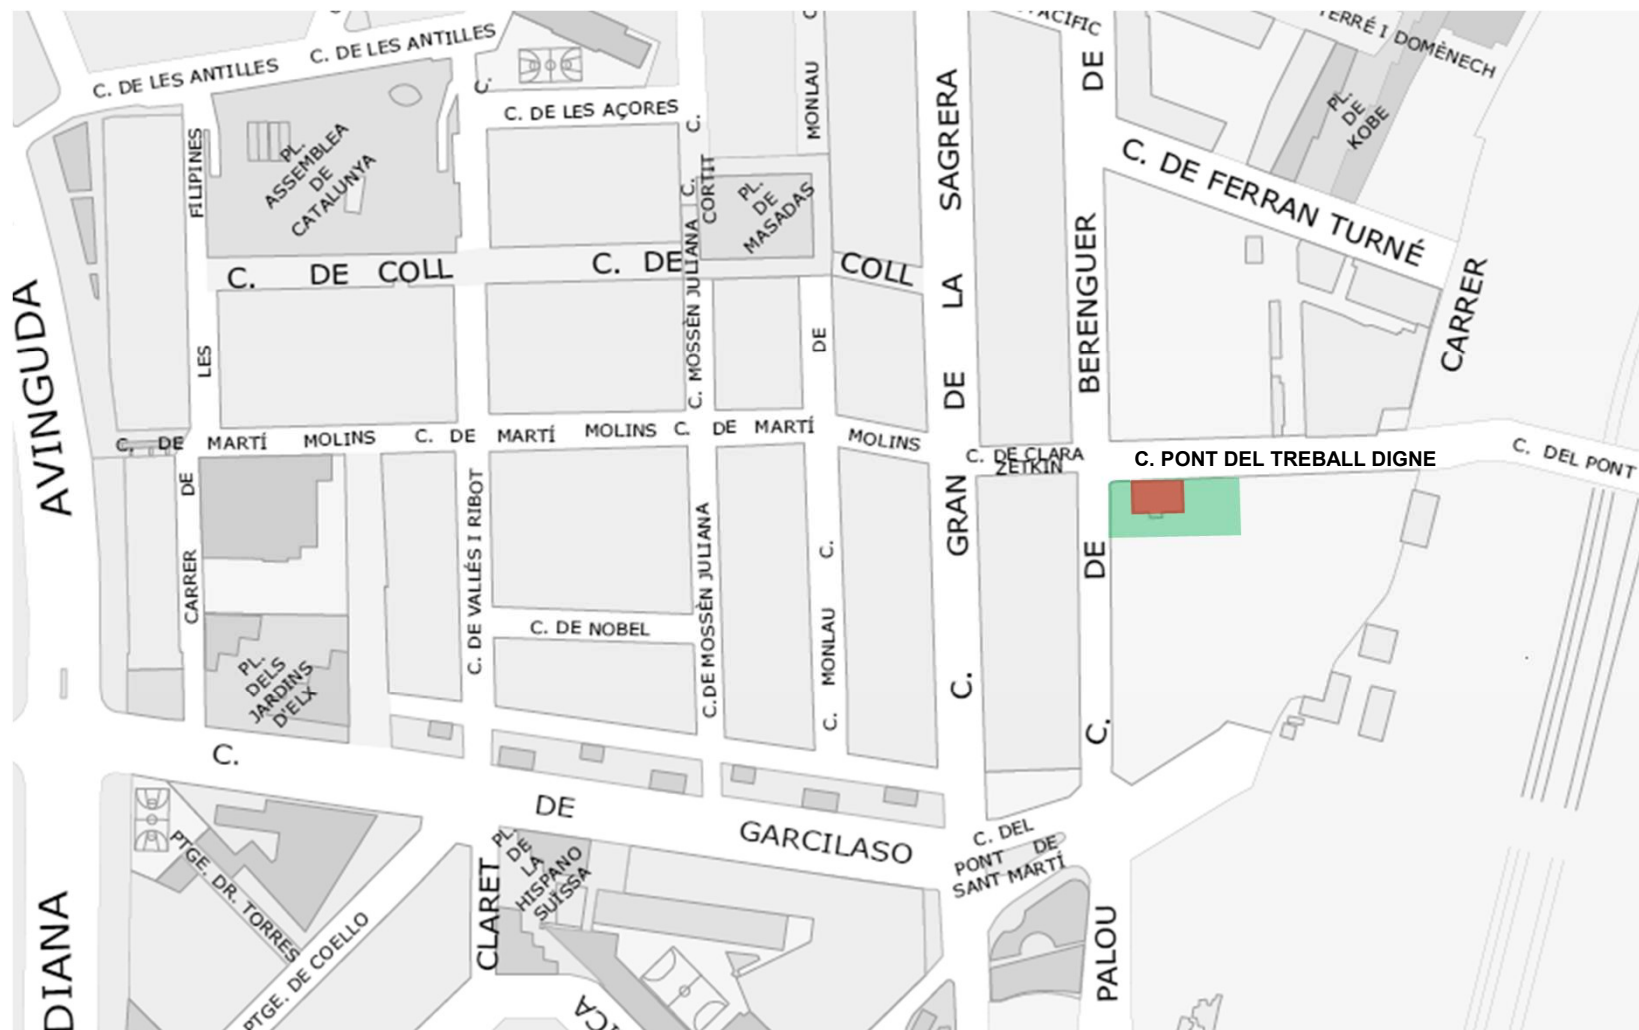 PACÍFIC
FERRÉ I DOMÈNECH
C. DE LES ANTILLES
C. DE LES ANTILLES
C.
C.
MONLAU
DE
PL.
DE
KOBE
C. DE LES AÇORES
C.
SAGRERA
C. DE FERRAN TURNÉ
FILIPINES
PL.
ASSEMBLEA
DE
CATALUNYA
C.
CORTIT
PL.
DE
MASADAS
C. DE COLL
C. DE
COLL
C. MOSSÈN JULIANA
LA
BERENGUER
CARRER
AVINGUDA
LES
DE
DE
C. DE MARTÍ MOLINS
C. DE MARTÍ MOLINS
C. DE MARTÍ
MOLINS
C. DE CLARA
ZETKIN
C. PONT DEL TREBALL DIGNE
C. DEL PONT
DE
CARRER
C. DE VALLÉS I RIBOT
C. DE MOSSÈN JULIANA
C.
GRAN
DE
C. DE NOBEL
MONLAU
C.
C.
C.
PL.
DELS
JARDINS
D'ELX
C.
DE
GARCILASO
C. DEL
PONT DE
SANT MARTÍ
PTGE. DR. TORRES
PTGE. DE COELLO
CLARET
PL.
DE
LA
HISPANO
SUÏSSA
DIANA
PALOU
ICA